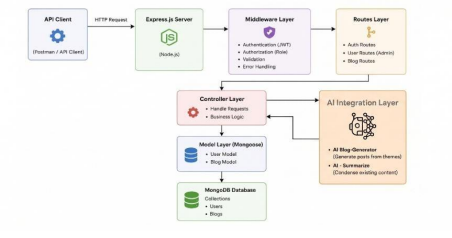 API Client
(Postman / API Client)
HTTP Request
Express.js Server
JS
(Node.js)
Middleware Layer
• Authentication (JWT)
• Authorization (Role)
• Validation
• Error Handling
Routes Layer
• Auth Routes
• User Routes (Admin)
• Blog Routes
Controller Layer
• Handle Requests
• Business Logic
AI Integration Layer
• AI Blog-Generator
(Generate posts from themes)
• AI - Summarize
(Condense existing content)
Model Layer (Mongoose)
• User Model
• Blog Model
MongoDB Database
Collections
• Users
• Blogs